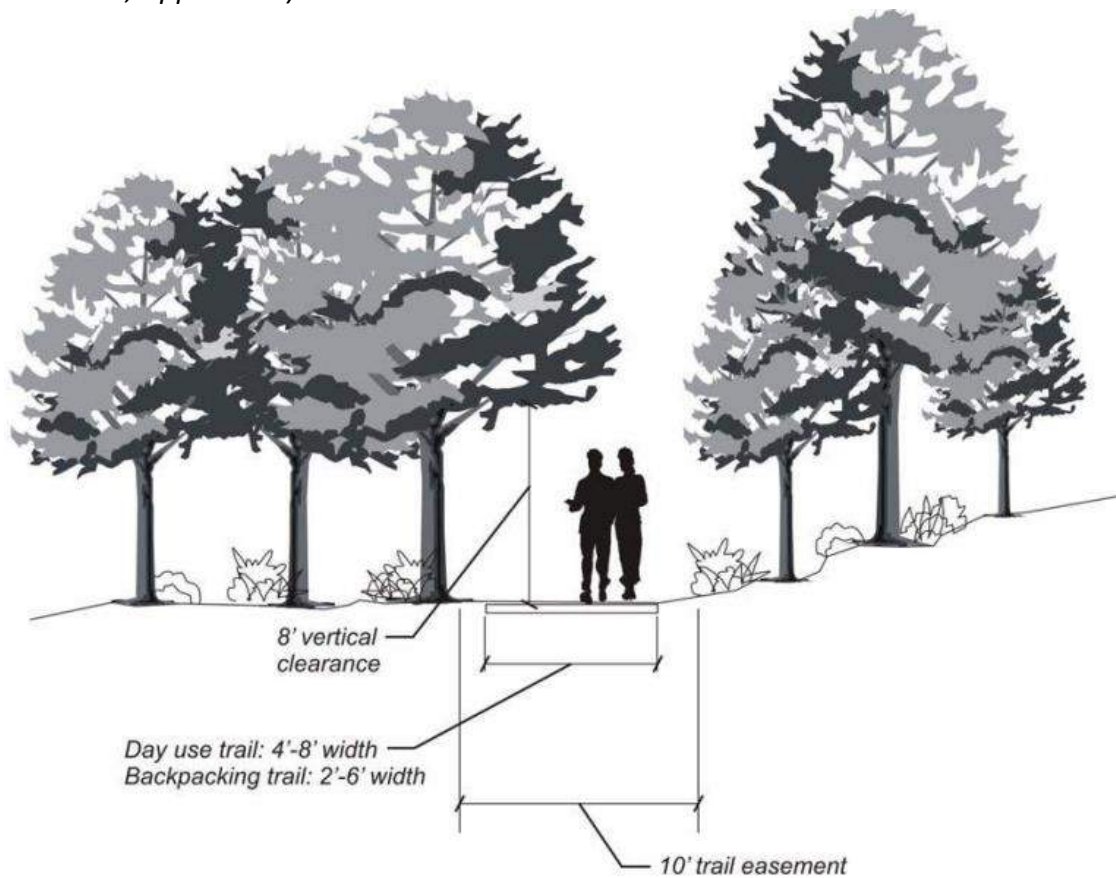 8' vertical
clearance
Day use trail: 4'-8' width
Backpacking trail: 2'-6' width
10' trail easement